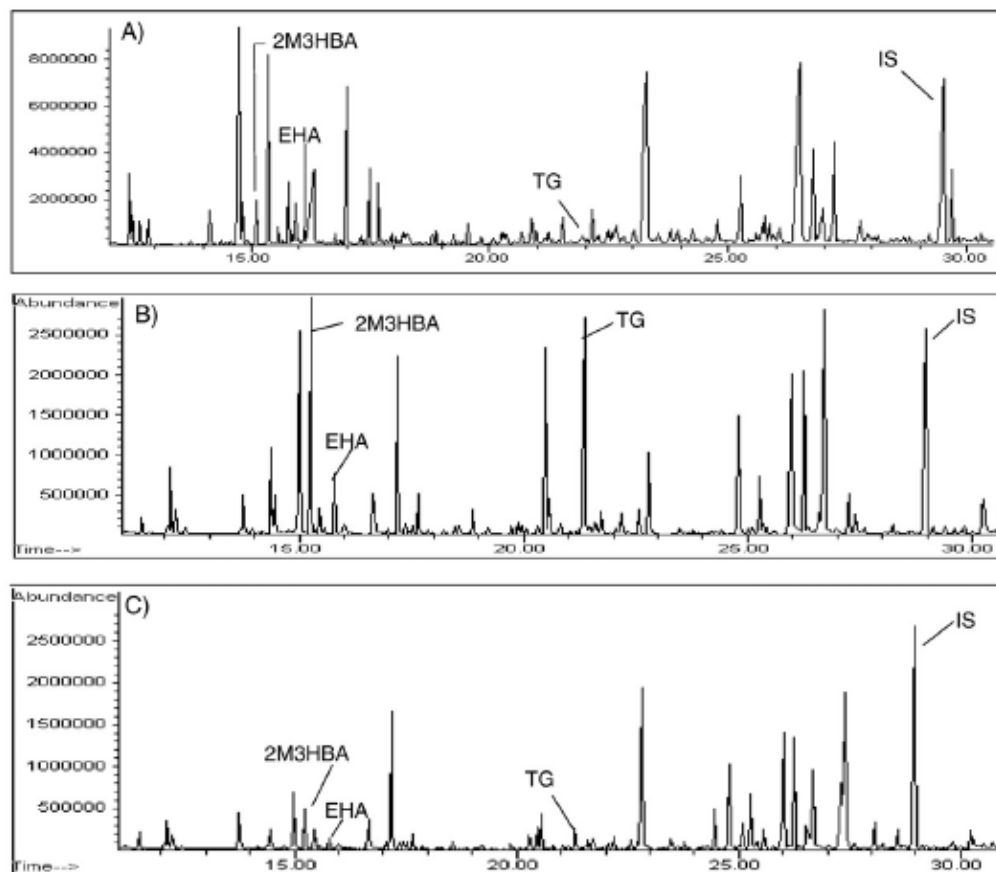 A)
2M3HBA
IS
8000000
6000000
EHA
4000000
TG
2000000
15.00 20.00 25.00 30.00
Abundance
B)
2M3HBA
TG
IS
2500000
2000000
1500000
EHA
1000000
500000
Time--> 15.00 20.00 25.00 30.00
Abundance
C)
IS
2500000
2000000
1500000
2M3HBA
1000000
EHA
TG
500000
Time--> 15.00 20.00 25.00 30.00